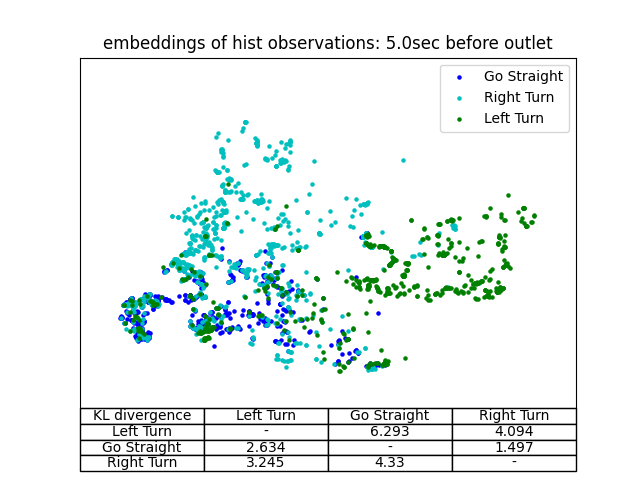 embeddings of hist observations: 5.0sec before outlet
Go Straight
Right Turn
Left Turn
KL divergence Left Turn Go Straight Right Turn
Left Turn - 6.293 4.094
Go Straight 2.634 - 1.497
Right Turn 3.245 4.33 -